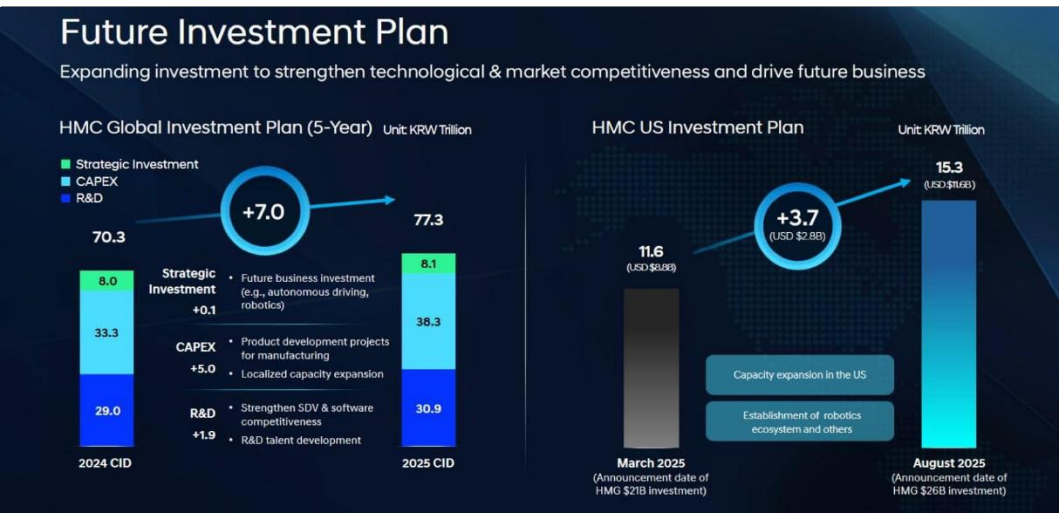 Future Investment Plan
Expanding investment to strengthen technological & market competitiveness and drive future business
HMC Global Investment Plan (5-Year) Unit: KRW Trillion
Strategic Investment
CAPEX
R&D
+7.0
70.3
77.3
8.0
33.3
29.0
2024 CID
Strategic
Investment
+0.1
• Future business investment
(e.g., autonomous driving,
robotics)
CAPEX
+5.0
• Product development projects
for manufacturing
• Localized capacity expansion
R&D
+1.9
• Strengthen SDV & software
competitiveness
• R&D talent development
8.1
38.3
30.9
2025 CID
HMC US Investment Plan
Unit: KRW Trillion
11.6
(USD $8.8B)
+3.7
(USD $2.8B)
15.3
(USD $11.6B)
Capacity expansion in the US
Establishment of robotics
ecosystem and others
March 2025
(Announcement date of
HMG $21B investment)
August 2025
(Announcement date of
HMG $26B investment)